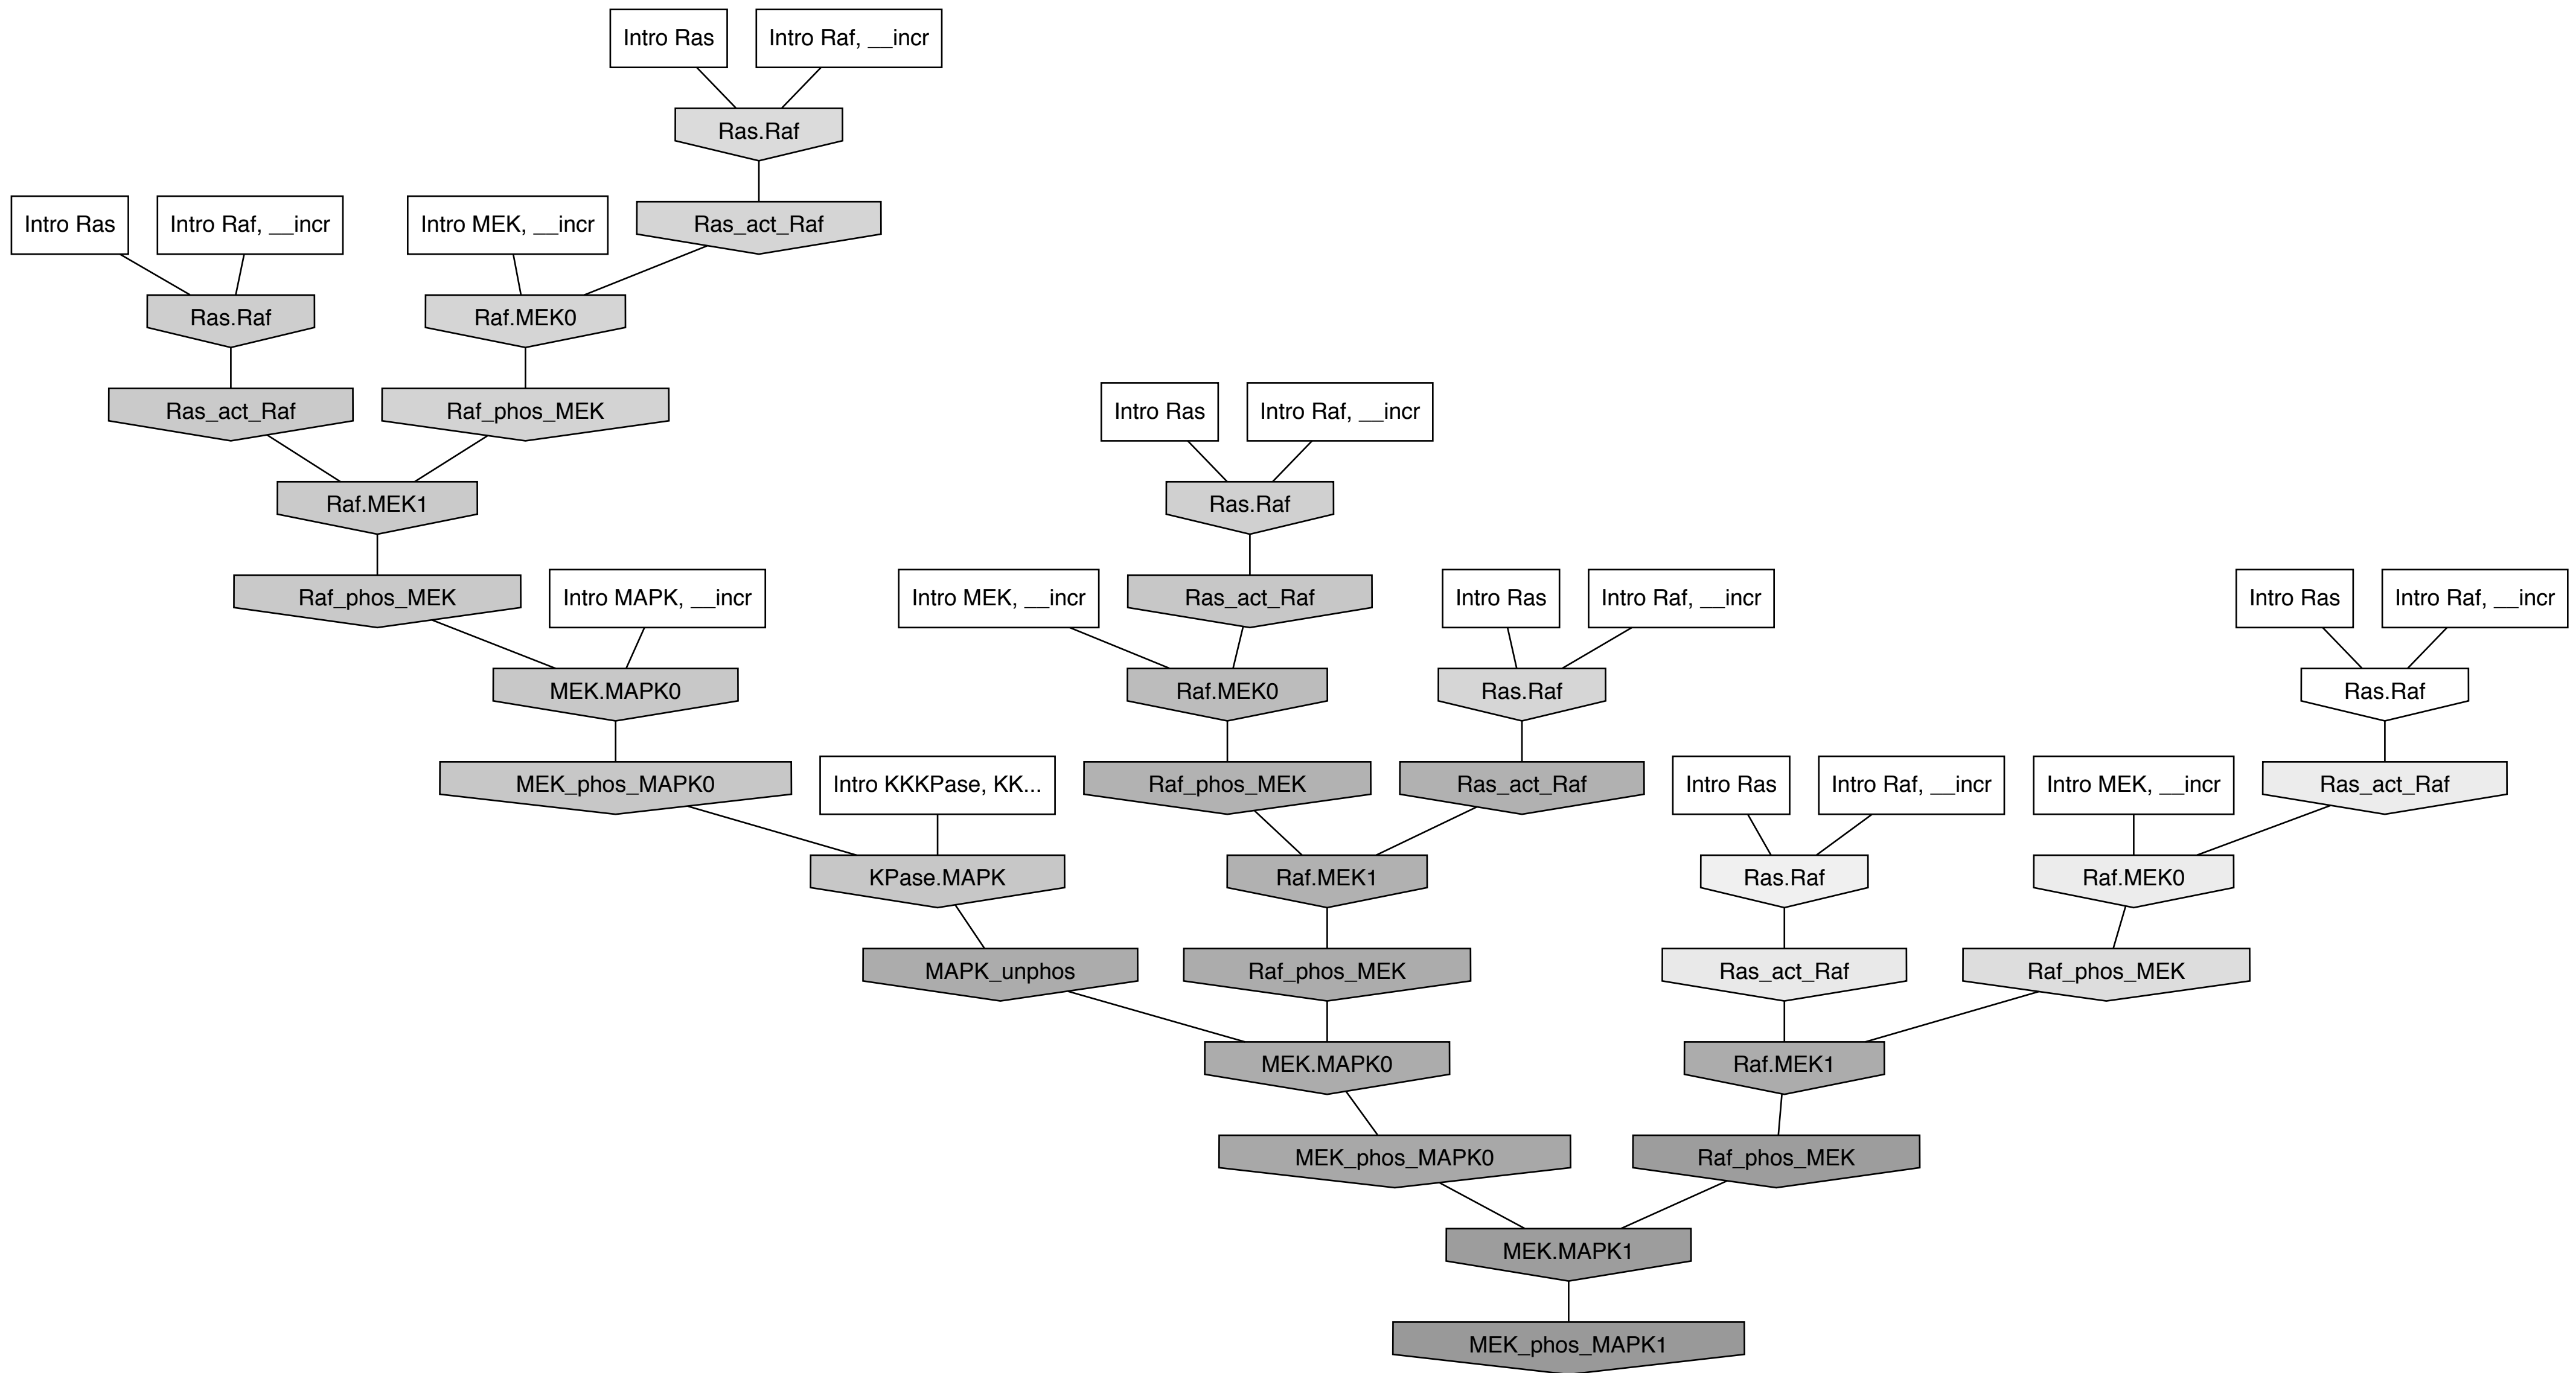 Intro Ras
Intro Raf, __incr
Ras.Raf
Intro Ras
Intro Raf, __incr
Intro MEK, __incr
Ras_act_Raf
Ras.Raf
Raf.MEK0
Ras_act_Raf
Raf_phos_MEK
Intro Ras
Intro Raf, __incr
Raf.MEK1
Ras.Raf
Raf_phos_MEK
Intro MAPK, __incr
Intro MEK, __incr
Ras_act_Raf
Intro Ras
Intro Raf, __incr
Intro Ras
Intro Raf, __incr
MEK.MAPK0
Raf.MEK0
Ras.Raf
Ras.Raf
MEK_phos_MAPK0
Intro KKKPase, KK...
Raf_phos_MEK
Ras_act_Raf
Intro Ras
Intro Raf, __incr
Intro MEK, __incr
Ras_act_Raf
KPase.MAPK
Raf.MEK1
Ras.Raf
Raf.MEK0
MAPK_unphos
Raf_phos_MEK
Ras_act_Raf
Raf_phos_MEK
MEK.MAPK0
Raf.MEK1
MEK_phos_MAPK0
Raf_phos_MEK
MEK.MAPK1
MEK_phos_MAPK1